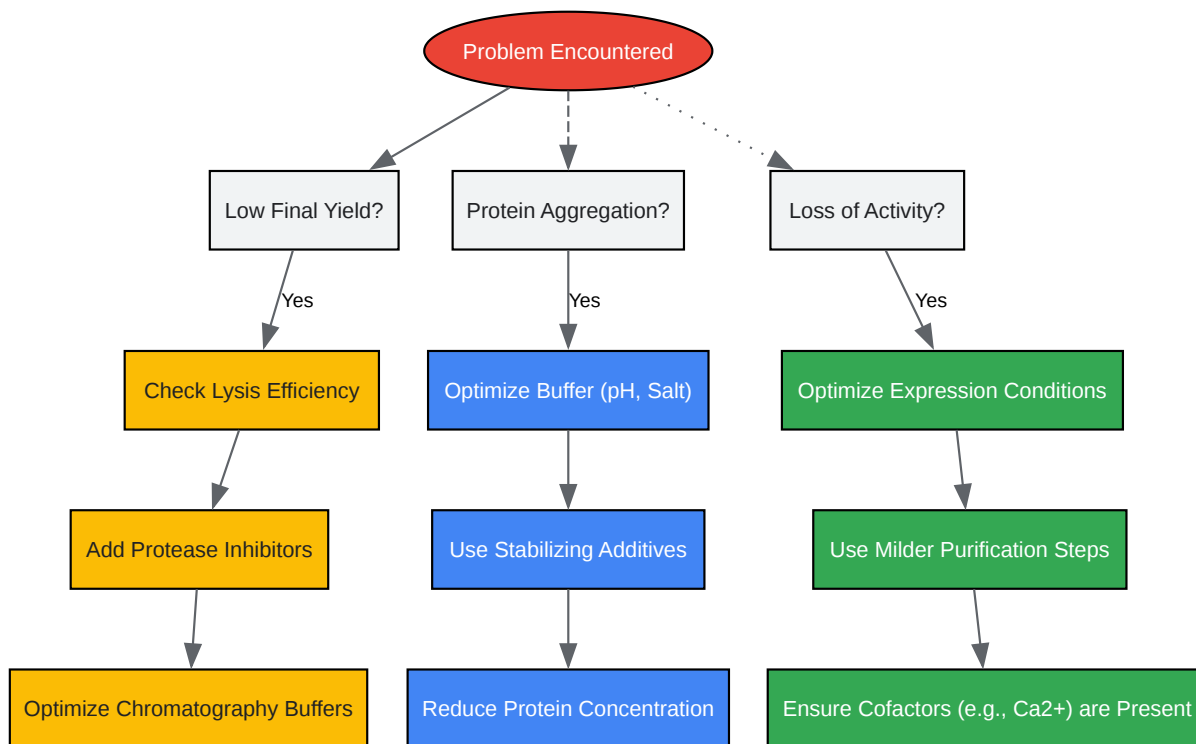 Problem Encountered
Low Final Yield?
Protein Aggregation?
Loss of Activity?
Yes
Yes
Yes
Check Lysis Efficiency
Optimize Buffer (pH, Salt)
Optimize Expression Conditions
Add Protease Inhibitors
Use Stabilizing Additives
Use Milder Purification Steps
Optimize Chromatography Buffers
Reduce Protein Concentration
Ensure Cofactors (e.g., Ca2+) are Present